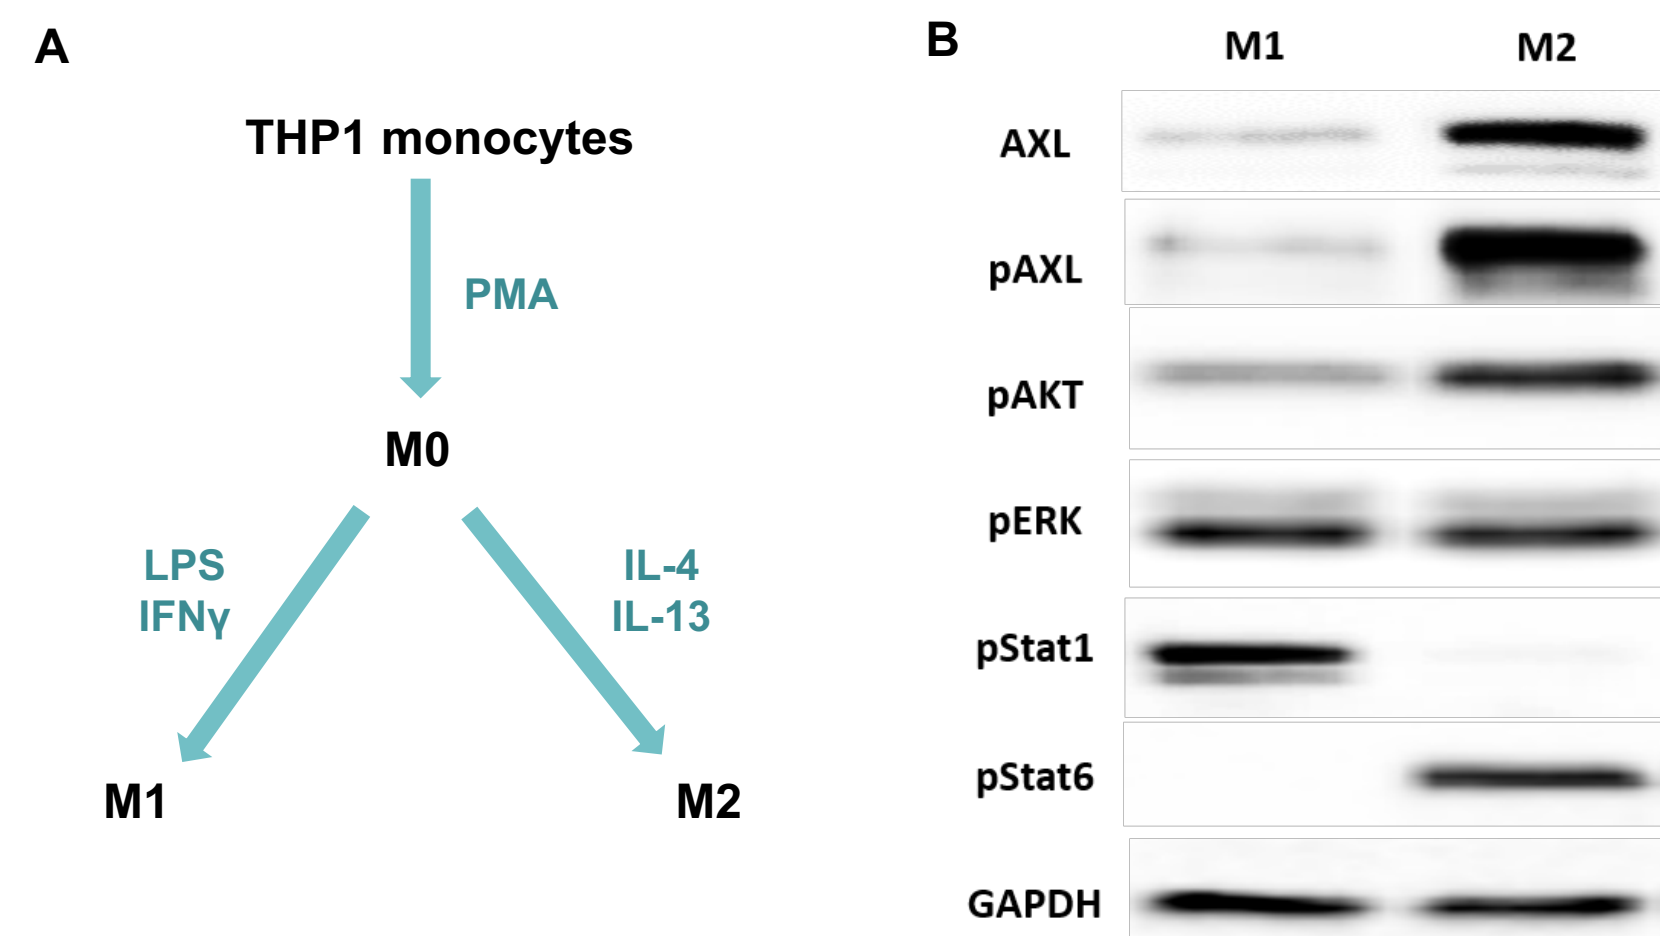 A
THP1 monocytes
PMA
M0
LPS
IFNγ
IL-4
IL-13
M1
M2
B
M1
M2
AXL
pAXL
pAKT
pERK
pStat1
pStat6
GAPDH